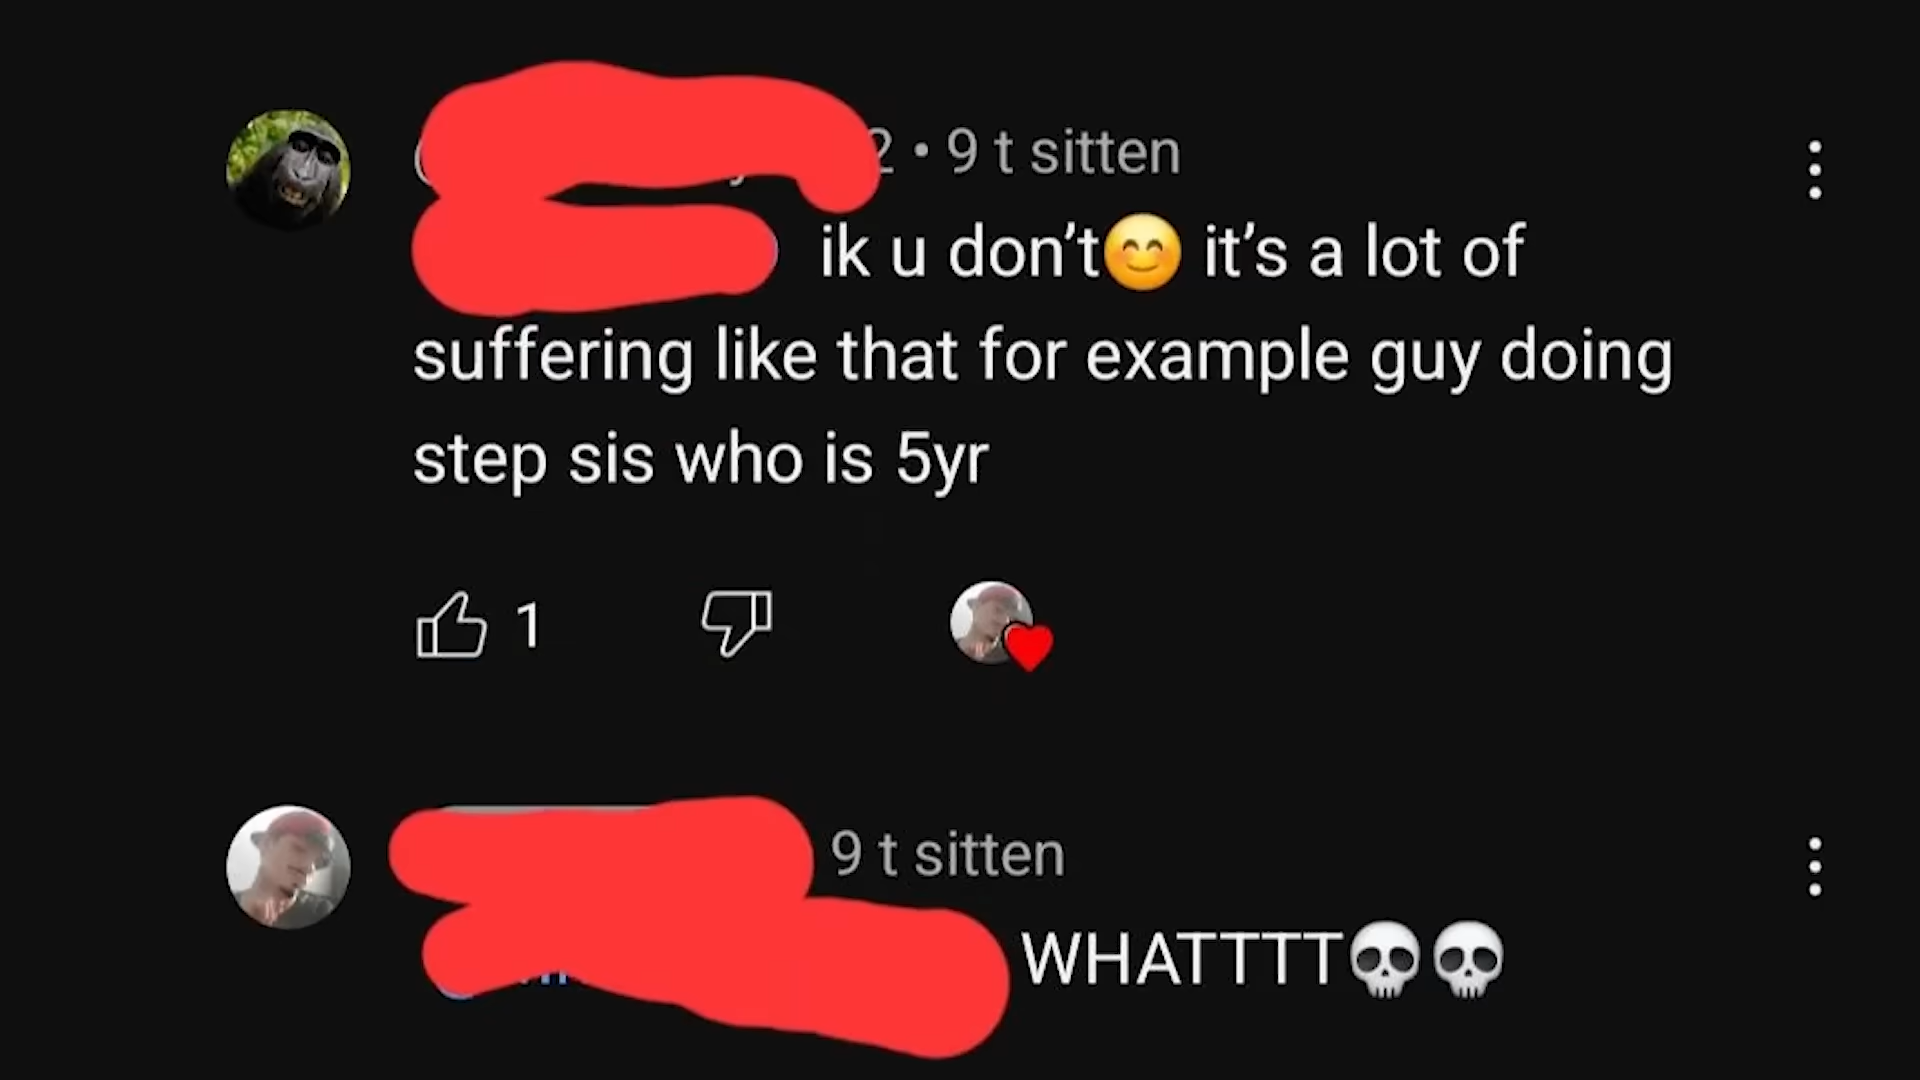 2 • 9 t sitten
ik u don't😊 it's a lot of
suffering like that for example guy doing
step sis who is 5yr
1
9 t sitten
WHATTTT💀💀